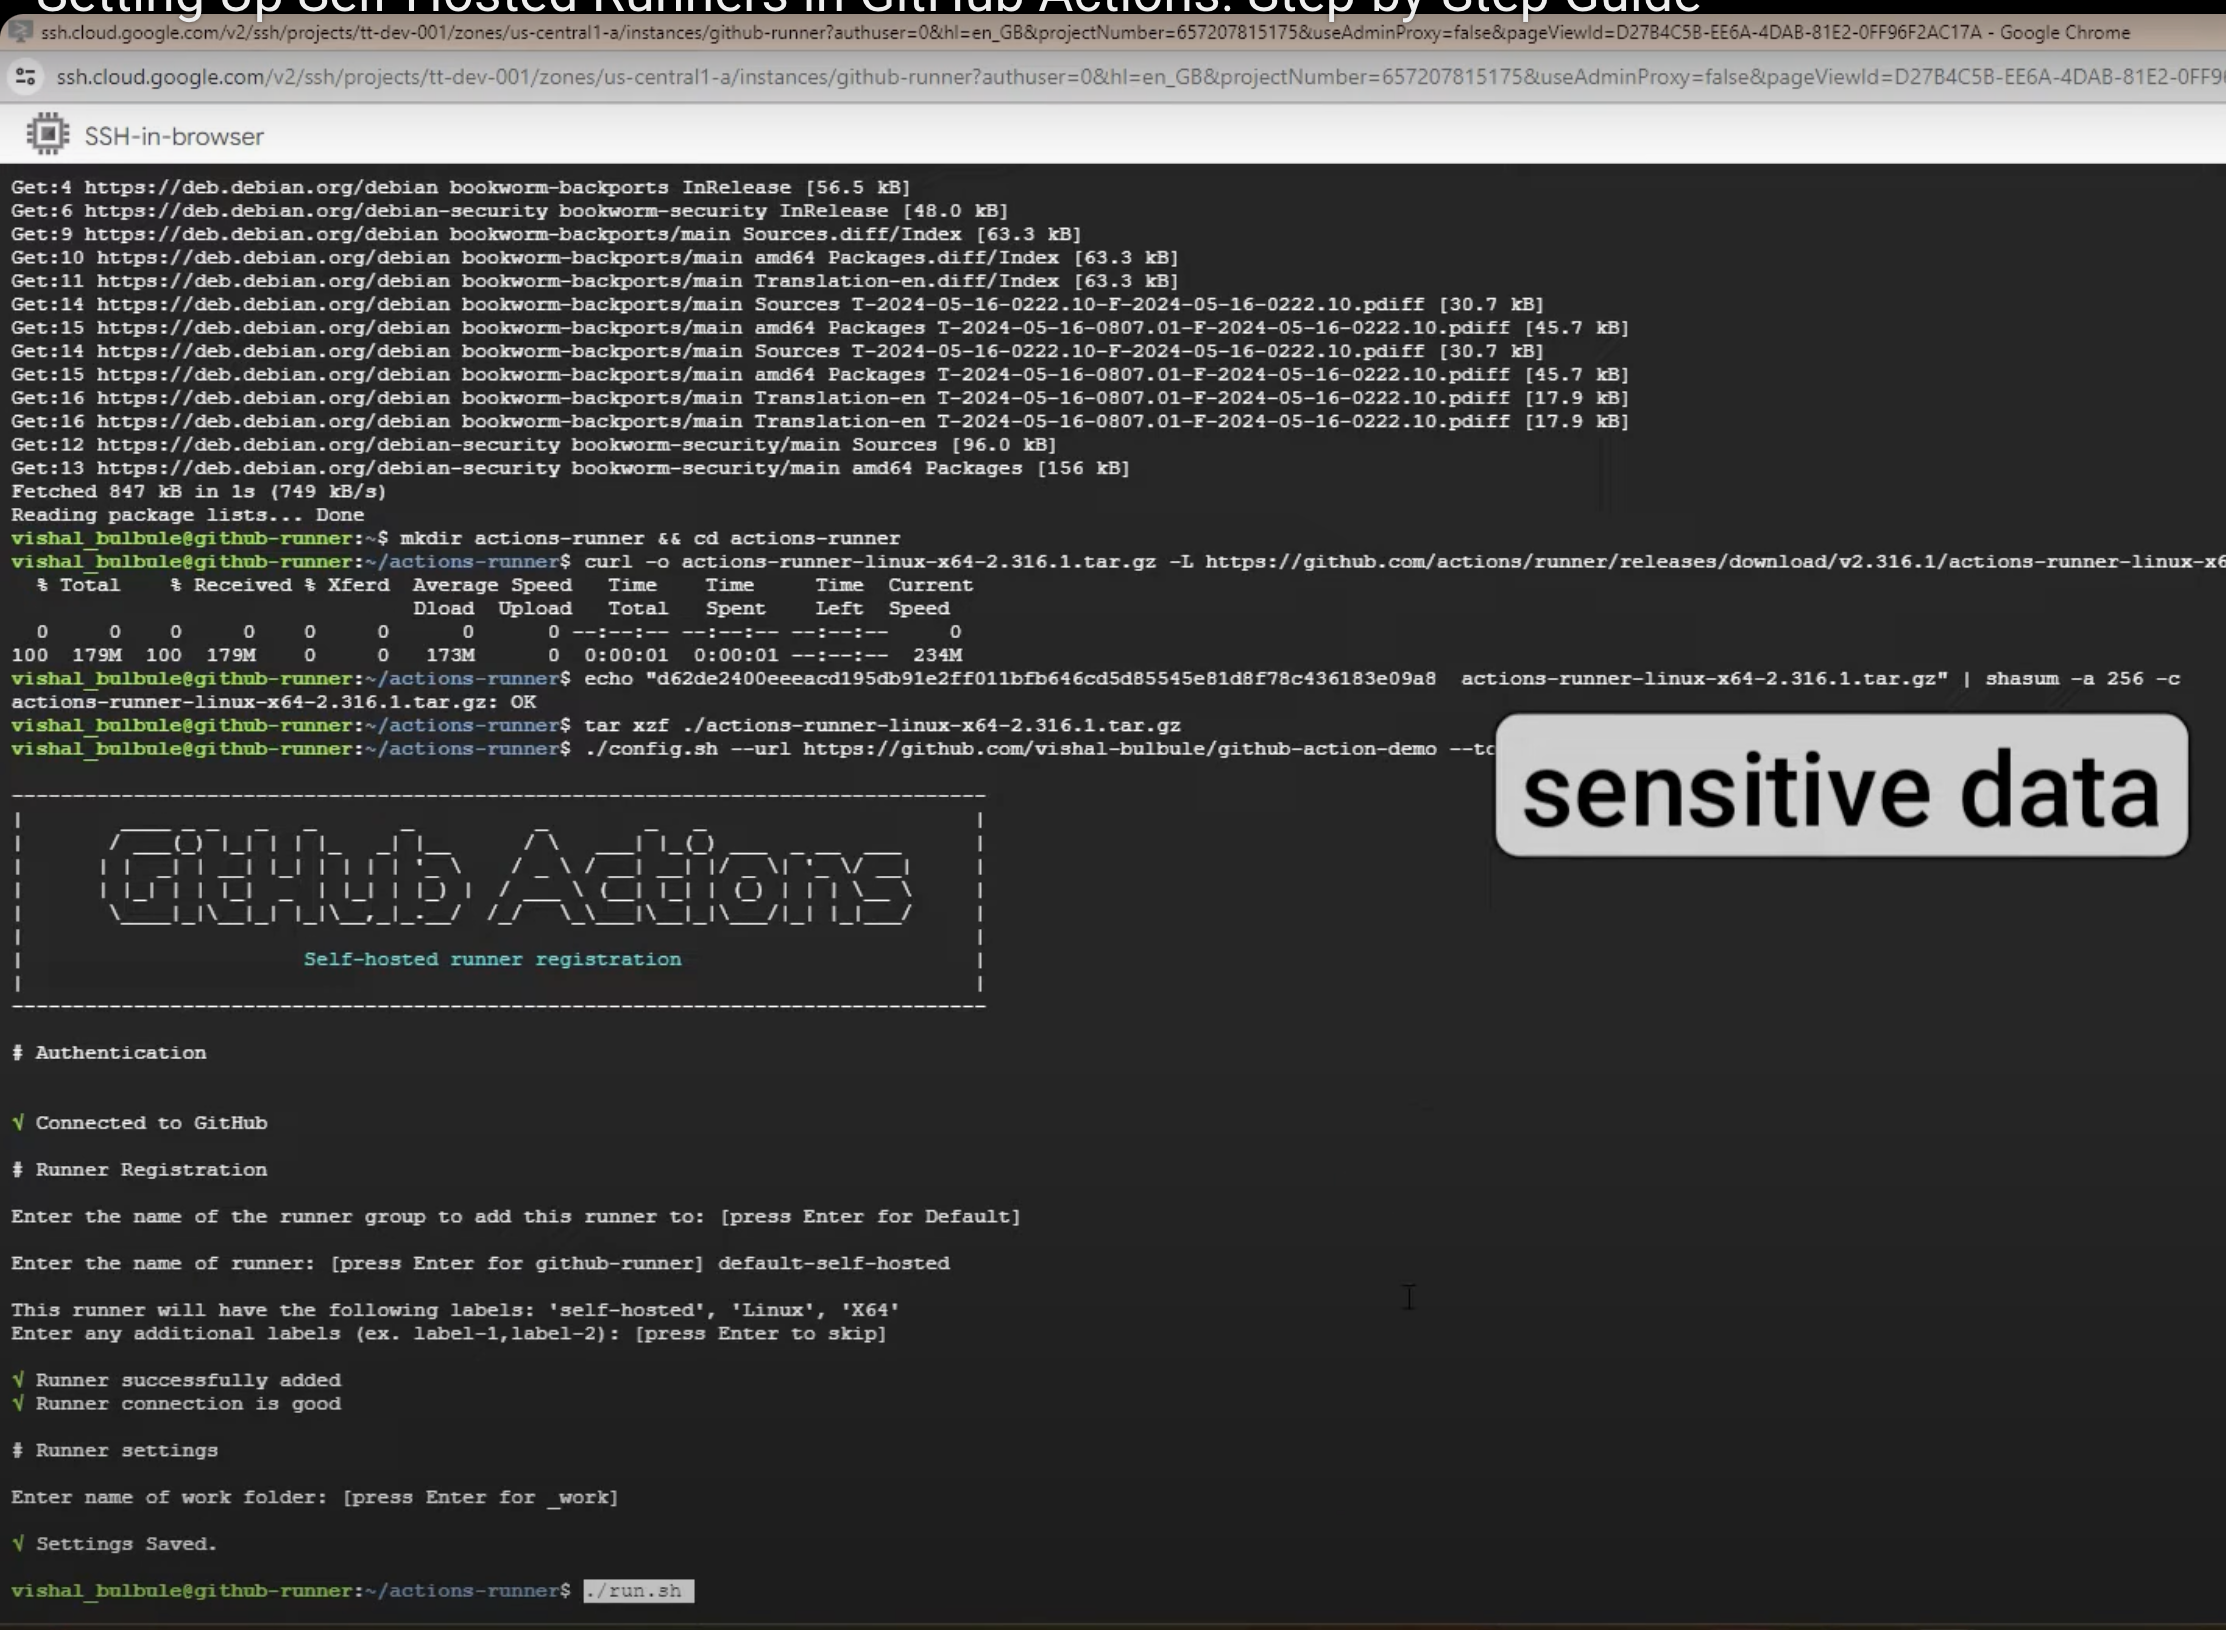 Setting Up Self Hosted Runners in GitHub Actions: Step by Step Guide
ssh.cloud.google.com/v2/ssh/projects/tt-dev-001/zones/us-central1-a/instances/github-runner?authuser=0&hl=en_GB&projectNumber=657207815175&useAdminProxy=false&pageViewId=D27B4C5B-EE6A-4DAB-81E2-0FF96F2AC17A - Google Chrome
ssh.cloud.google.com/v2/ssh/projects/tt-dev-001/zones/us-central1-a/instances/github-runner?authuser=0&hl=en_GB&projectNumber=657207815175&useAdminProxy=false&pageViewId=D27B4C5B-EE6A-4DAB-81E2-0FF9
SSH-in-browser
Get:4 https://deb.debian.org/debian bookworm-backports InRelease [56.5 kB]
Get:6 https://deb.debian.org/debian-security bookworm-security InRelease [48.0 kB]
Get:9 https://deb.debian.org/debian bookworm-backports/main Sources.diff/Index [63.3 kB]
Get:10 https://deb.debian.org/debian bookworm-backports/main amd64 Packages.diff/Index [63.3 kB]
Get:11 https://deb.debian.org/debian bookworm-backports/main Translation-en.diff/Index [63.3 kB]
Get:14 https://deb.debian.org/debian bookworm-backports/main Sources T-2024-05-16-0222.10-F-2024-05-16-0222.10.pdiff [30.7 kB]
Get:15 https://deb.debian.org/debian bookworm-backports/main amd64 Packages T-2024-05-16-0807.01-F-2024-05-16-0222.10.pdiff [45.7 kB]
Get:14 https://deb.debian.org/debian bookworm-backports/main Sources T-2024-05-16-0222.10-F-2024-05-16-0222.10.pdiff [30.7 kB]
Get:15 https://deb.debian.org/debian bookworm-backports/main amd64 Packages T-2024-05-16-0807.01-F-2024-05-16-0222.10.pdiff [45.7 kB]
Get:16 https://deb.debian.org/debian bookworm-backports/main Translation-en T-2024-05-16-0807.01-F-2024-05-16-0222.10.pdiff [17.9 kB]
Get:16 https://deb.debian.org/debian bookworm-backports/main Translation-en T-2024-05-16-0807.01-F-2024-05-16-0222.10.pdiff [17.9 kB]
Get:12 https://deb.debian.org/debian-security bookworm-security/main Sources [96.0 kB]
Get:13 https://deb.debian.org/debian-security bookworm-security/main amd64 Packages [156 kB]
Fetched 847 kB in 1s (749 kB/s)
Reading package lists... Done
vishal_bulbule@github-runner:~$ mkdir actions-runner && cd actions-runner
vishal_bulbule@github-runner:~/actions-runner$ curl -o actions-runner-linux-x64-2.316.1.tar.gz -L https://github.com/actions/runner/releases/download/v2.316.1/actions-runner-linux-x6
% Total % Received % Xferd Average Speed Time Time Time Current
Dload Upload Total Spent Left Speed
0 0 0 0 0 0 0 0 --:--:-- --:--:-- --:--:-- 0
100 179M 100 179M 0 0 173M 0 0:00:01 0:00:01 --:--:-- 234M
vishal_bulbule@github-runner:~/actions-runner$ echo "d62de2400eeeacd195db91e2ff011bfb646cd5d85545e81d8f78c436183e09a8  actions-runner-linux-x64-2.316.1.tar.gz" | shasum -a 256 -c
actions-runner-linux-x64-2.316.1.tar.gz: OK
vishal_bulbule@github-runner:~/actions-runner$ tar xzf ./actions-runner-linux-x64-2.316.1.tar.gz
vishal_bulbule@github-runner:~/actions-runner$ ./config.sh --url https://github.com/vishal-bulbule/github-action-demo --to
sensitive data
GitHub Actions
Self-hosted runner registration
# Authentication
√ Connected to GitHub
# Runner Registration
Enter the name of the runner group to add this runner to: [press Enter for Default]
Enter the name of runner: [press Enter for github-runner] default-self-hosted
This runner will have the following labels: 'self-hosted', 'Linux', 'X64'
Enter any additional labels (ex. label-1,label-2): [press Enter to skip]
√ Runner successfully added
√ Runner connection is good
# Runner settings
Enter name of work folder: [press Enter for _work]
√ Settings Saved.
vishal_bulbule@github-runner:~/actions-runner$ ./run.sh